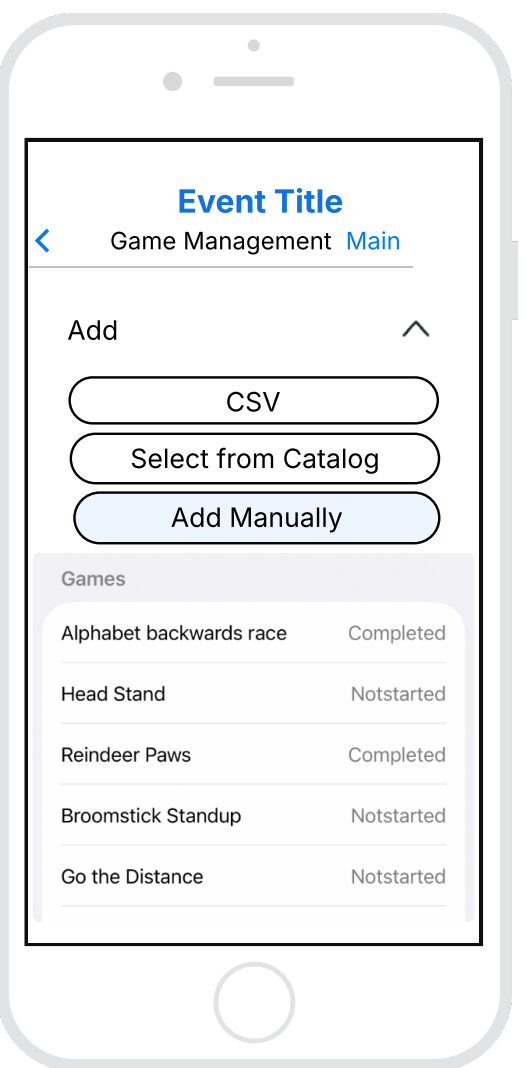 Event Title
Game Management Main
Add
CSV
Select from Catalog
Add Manually
Games
Alphabet backwards race Completed
Head Stand Notstarted
Reindeer Paws Completed
Broomstick Standup Notstarted
Go the Distance Notstarted